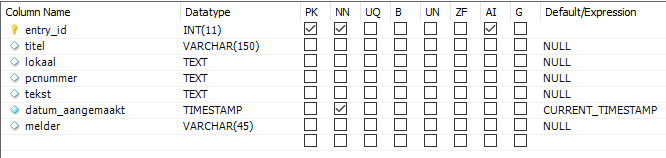 Column Name Datatype PK NN UQ B UN ZF AI G Default/Expression
entry_id INT(11)
titel VARCHAR(150) NULL
lokaal TEXT NULL
pcnummer TEXT NULL
tekst TEXT NULL
datum_aangemaakt TIMESTAMP CURRENT_TIMESTAMP
melder VARCHAR(45) NULL